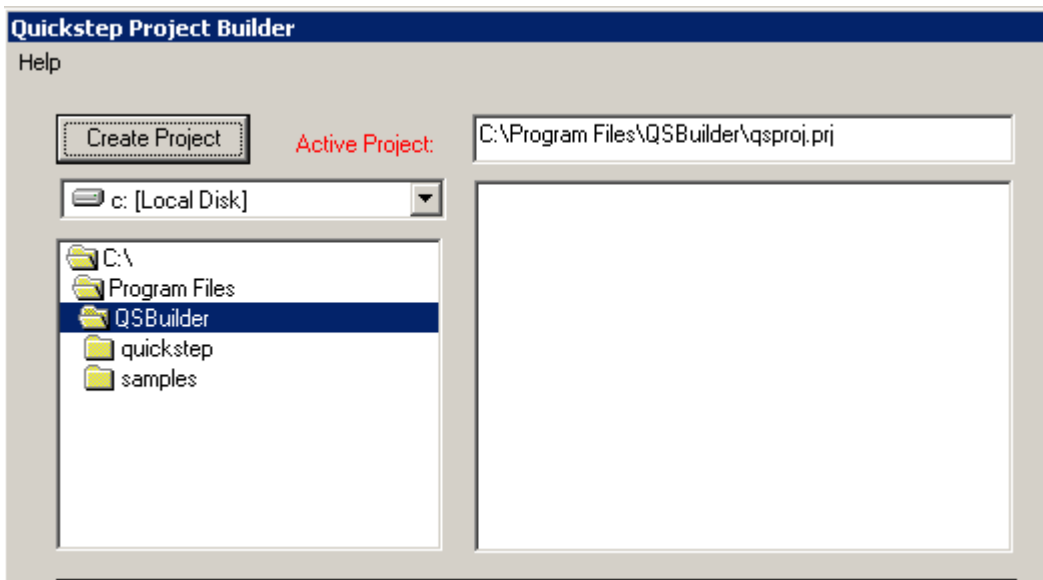 Quickstep Project Builder
Help
Create Project
Active Project:
C:\Program Files\QSBuilder\qsproj.prj
c: [Local Disk]
C:\
Program Files
QSBuilder
quickstep
samples